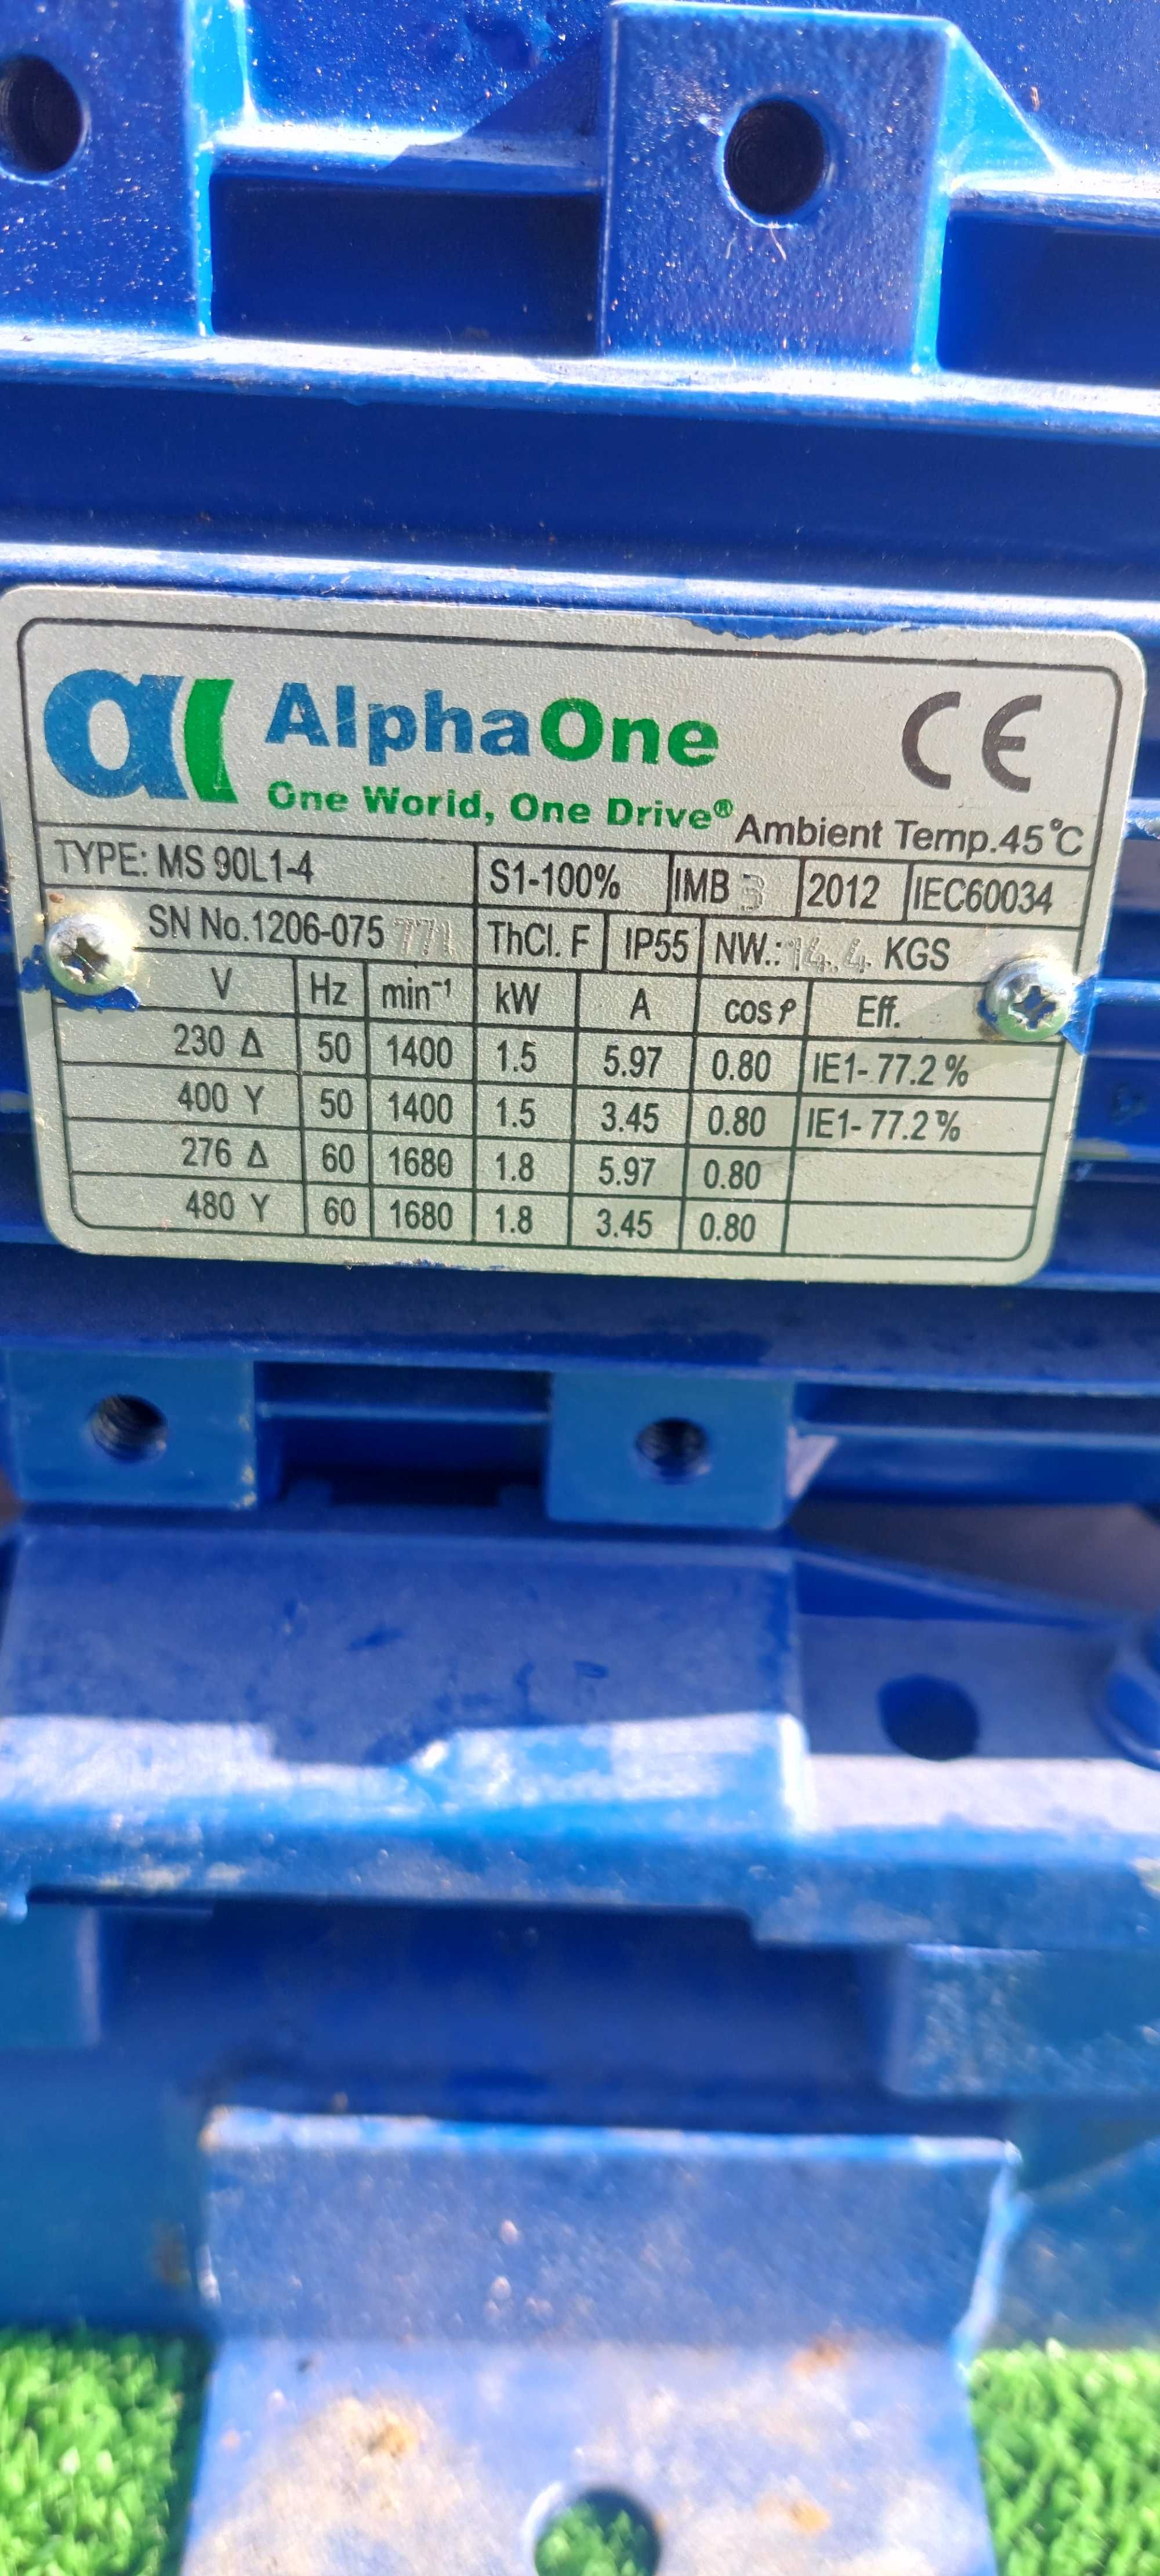 AlphaOne
One World, One Drive®
CE
Ambient Temp.45°C
TYPE: MS 90L1-4 S1-100% IMB 3 2012 IEC60034
SN No.1206-075771 ThCl. F IP55 NW.: 14.4 KGS
V Hz min⁻¹ kW A cos ρ Eff.
230 Δ 50 1400 1.5 5.97 0.80 IE1- 77.2 %
400 Y 50 1400 1.5 3.45 0.80 IE1- 77.2 %
276 Δ 60 1680 1.8 5.97 0.80
480 Y 60 1680 1.8 3.45 0.80